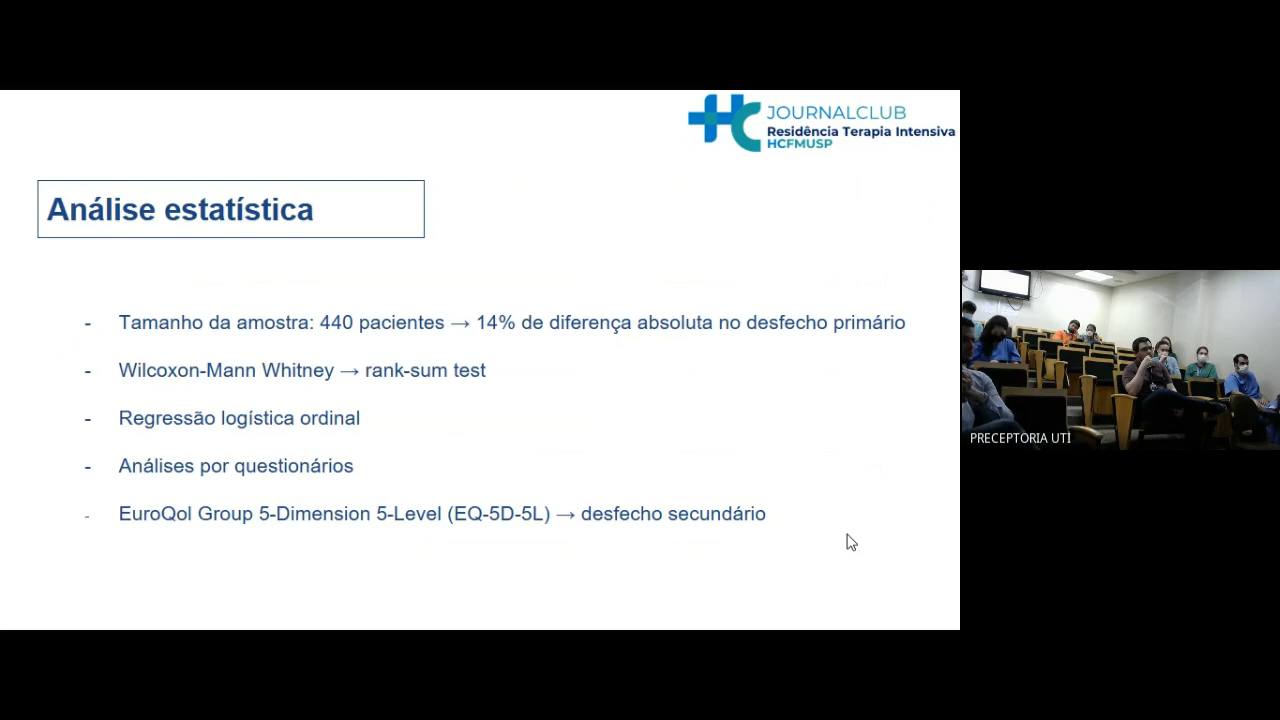 JOURNALCLUB
Residência Terapia Intensiva
HCFMUSP
Análise estatística
- Tamanho da amostra: 440 pacientes → 14% de diferença absoluta no desfecho primário
- Wilcoxon-Mann Whitney → rank-sum test
- Regressão logística ordinal
- Análises por questionários
- EuroQol Group 5-Dimension 5-Level (EQ-5D-5L) → desfecho secundário
PRECEPTORIA UTI